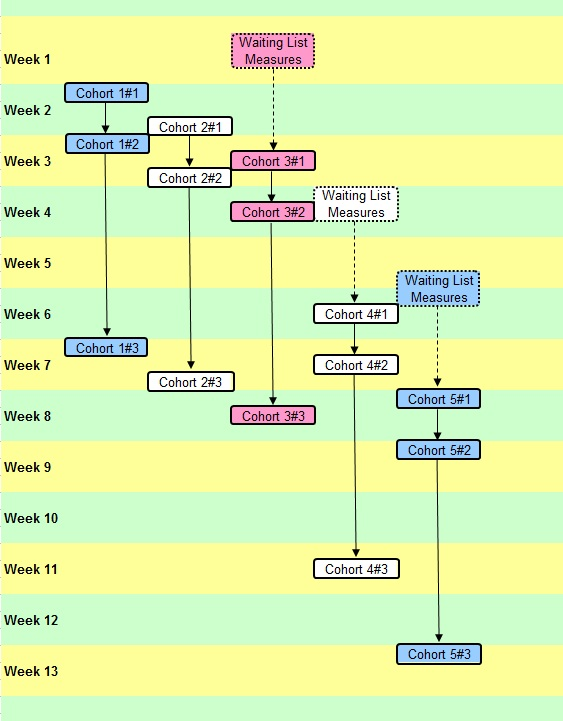 Waiting List
Measures
Week 1
Cohort 1#1
Week 2
Cohort 2#1
Cohort 1#2
Week 3
Cohort 3#1
Cohort 2#2
Waiting List
Measures
Week 4
Cohort 3#2
Week 5
Waiting List
Measures
Week 6
Cohort 4#1
Cohort 1#3
Week 7
Cohort 4#2
Cohort 2#3
Cohort 5#1
Week 8
Cohort 3#3
Cohort 5#2
Week 9
Week 10
Week 11
Cohort 4#3
Week 12
Cohort 5#3
Week 13